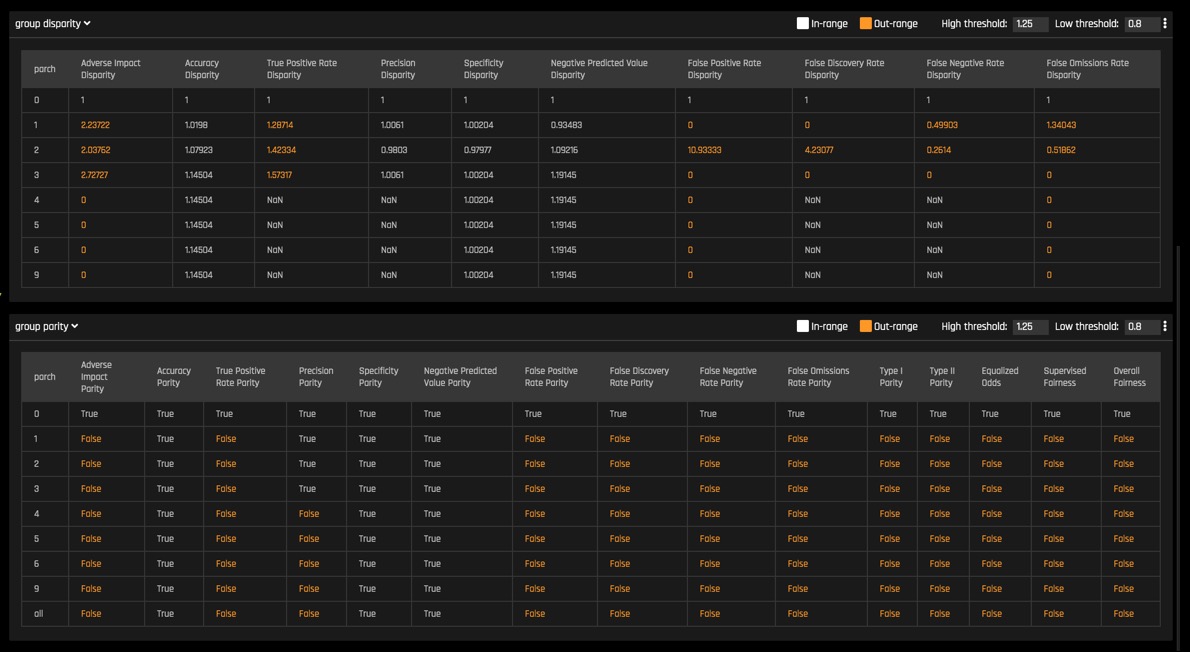 group disparity In-range Out-range High threshold: 1.25 Low threshold: 0.8
parch Adverse Impact Disparity Accuracy Disparity True Positive Rate Disparity Precision Disparity Specificity Disparity Negative Predicted Value Disparity False Positive Rate Disparity False Discovery Rate Disparity False Negative Rate Disparity False Omissions Rate Disparity
0 1 1 1 1 1 1 1 1 1 1
1 2.23722 1.0198 1.28714 1.0061 1.00204 0.93483 0 0 0.49903 1.34043
2 2.03762 1.07923 1.42334 0.9803 0.97977 1.09216 10.93333 4.23077 0.2614 0.51862
3 2.72727 1.14504 1.57317 1.0061 1.00204 1.19145 0 0 0 0
4 0 1.14504 NaN NaN 1.00204 1.19145 0 NaN NaN 0
5 0 1.14504 NaN NaN 1.00204 1.19145 0 NaN NaN 0
6 0 1.14504 NaN NaN 1.00204 1.19145 0 NaN NaN 0
9 0 1.14504 NaN NaN 1.00204 1.19145 0 NaN NaN 0
group parity In-range Out-range High threshold: 1.25 Low threshold: 0.8
parch Adverse Impact Parity Accuracy Parity True Positive Rate Parity Precision Parity Specificity Parity Negative Predicted Value Parity False Positive Rate Parity False Discovery Rate Parity False Negative Rate Parity False Omissions Rate Parity Type I Parity Type II Parity Equalized Odds Supervised Fairness Overall Fairness
0 True True True True True True True True True True True True True True True
1 False True False True True True False False False False False False False False False
2 False True False True True True False False False False False False False False False
3 False True False True True True False False False False False False False False False
4 False True False False True True False False False False False False False False False
5 False True False False True True False False False False False False False False False
6 False True False False True True False False False False False False False False False
9 False True False False True True False False False False False False False False False
all False True False False True True False False False False False False False False False